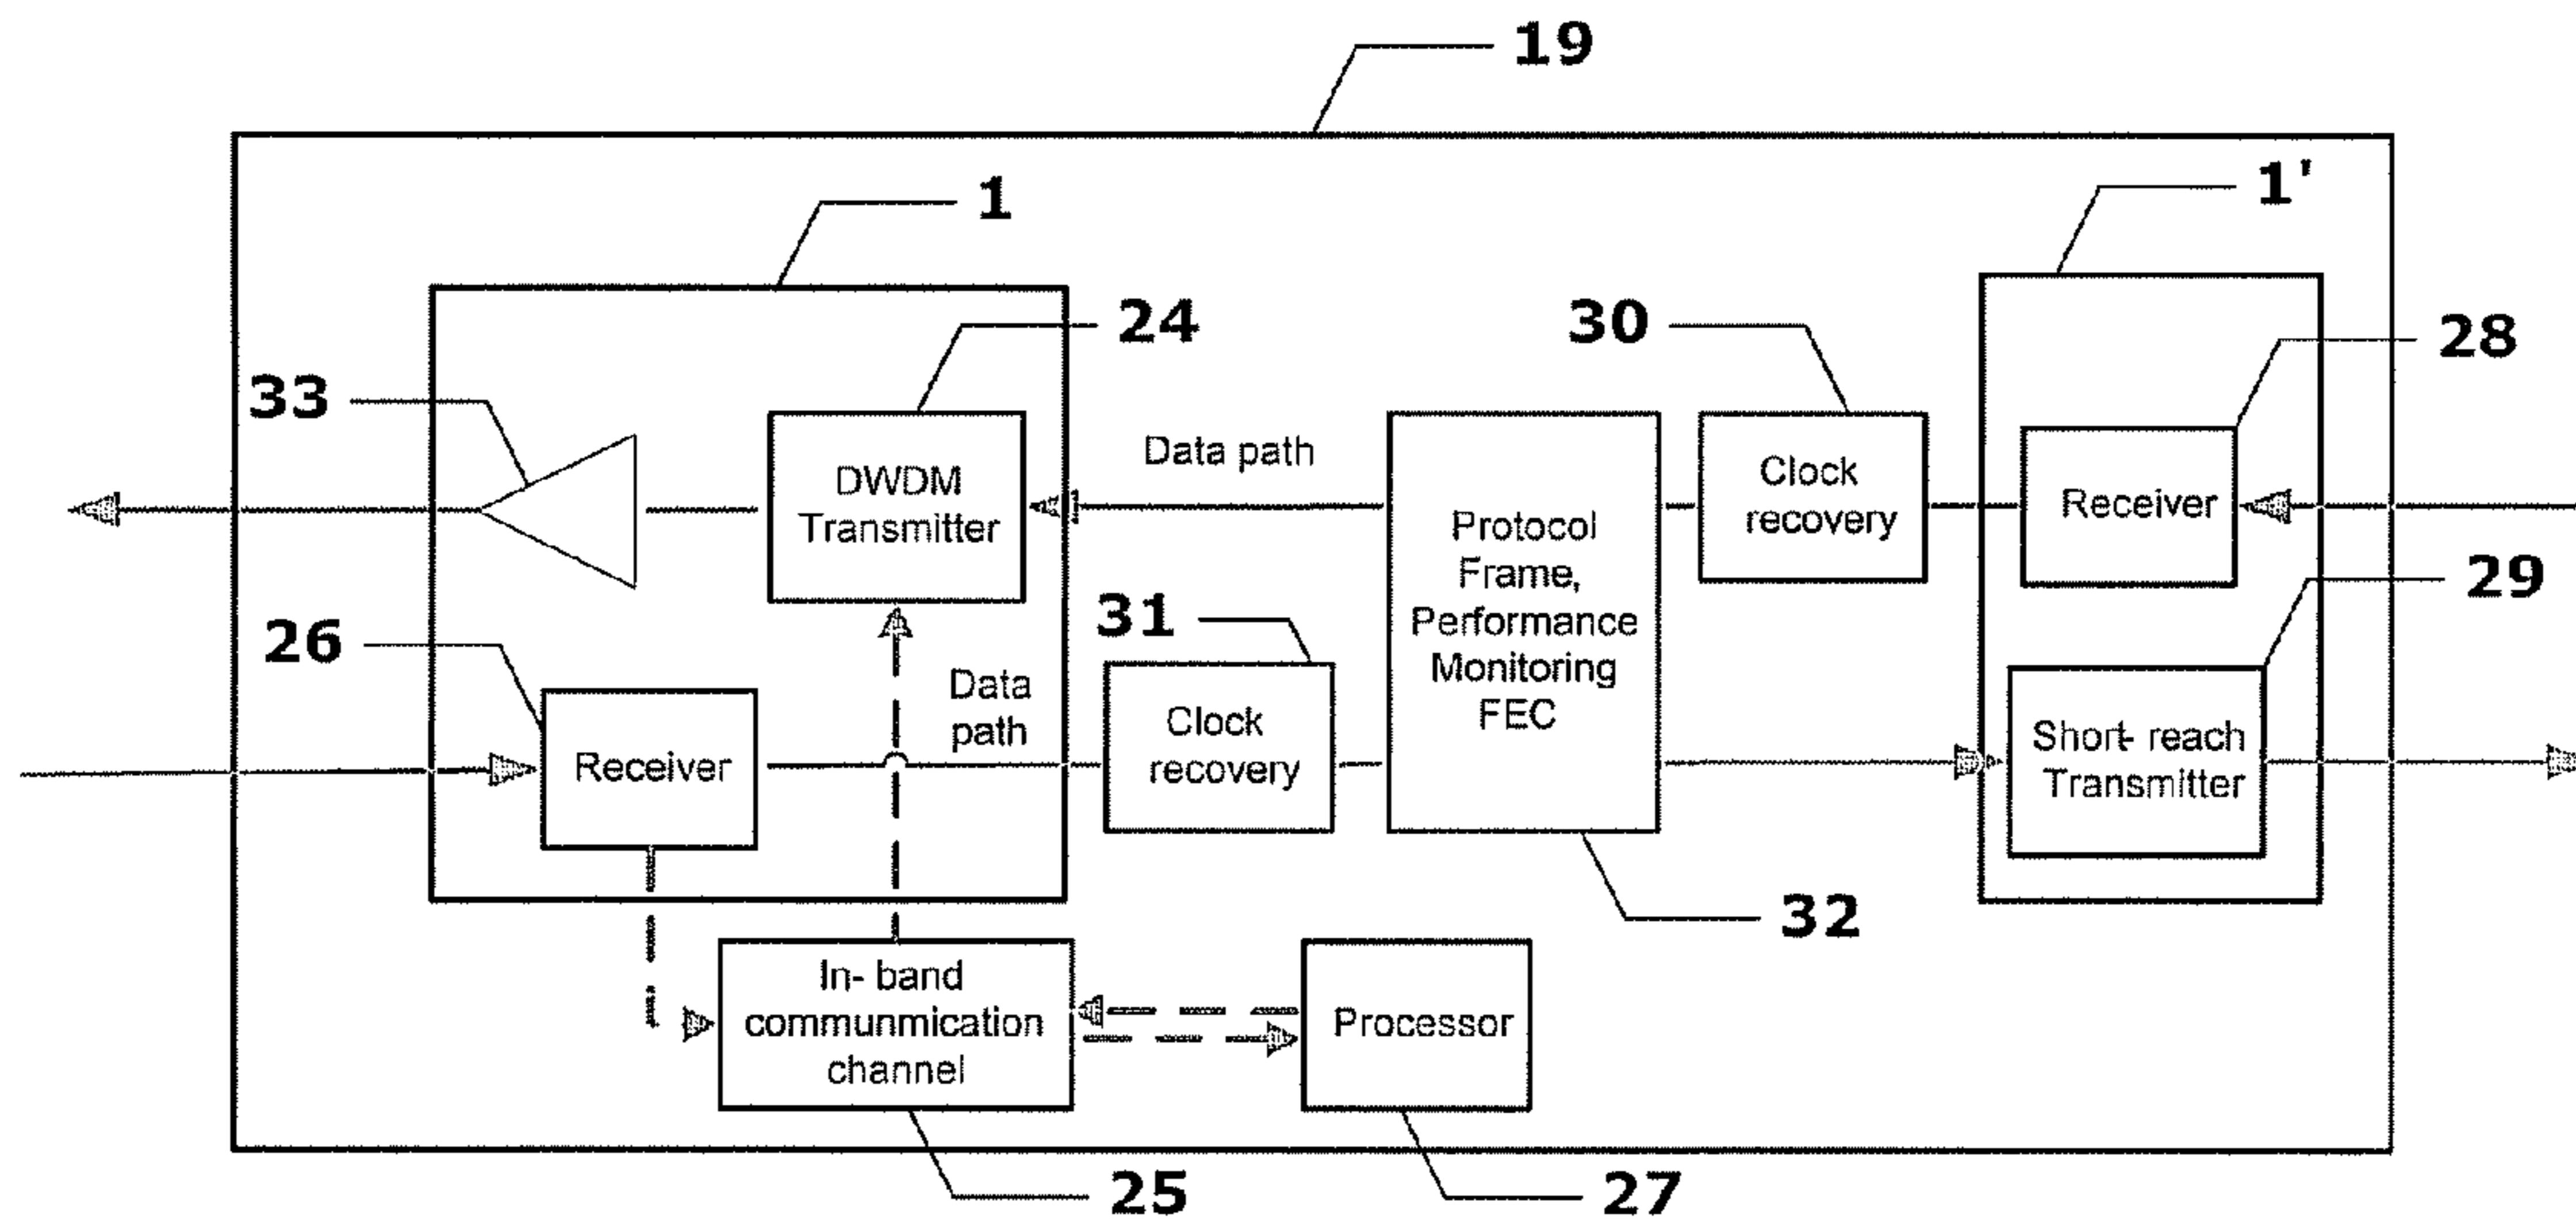 19
1
1'
24
30
28
33
DWDM
Transmitter
Data path
Clock
recovery
Receiver
Protocol
Frame,
Performance
Monitoring
FEC
29
26
31
Data
path
Receiver
Clock
recovery
Short- reach
Transmitter
32
In- band
communmication
channel
Processor
25
27